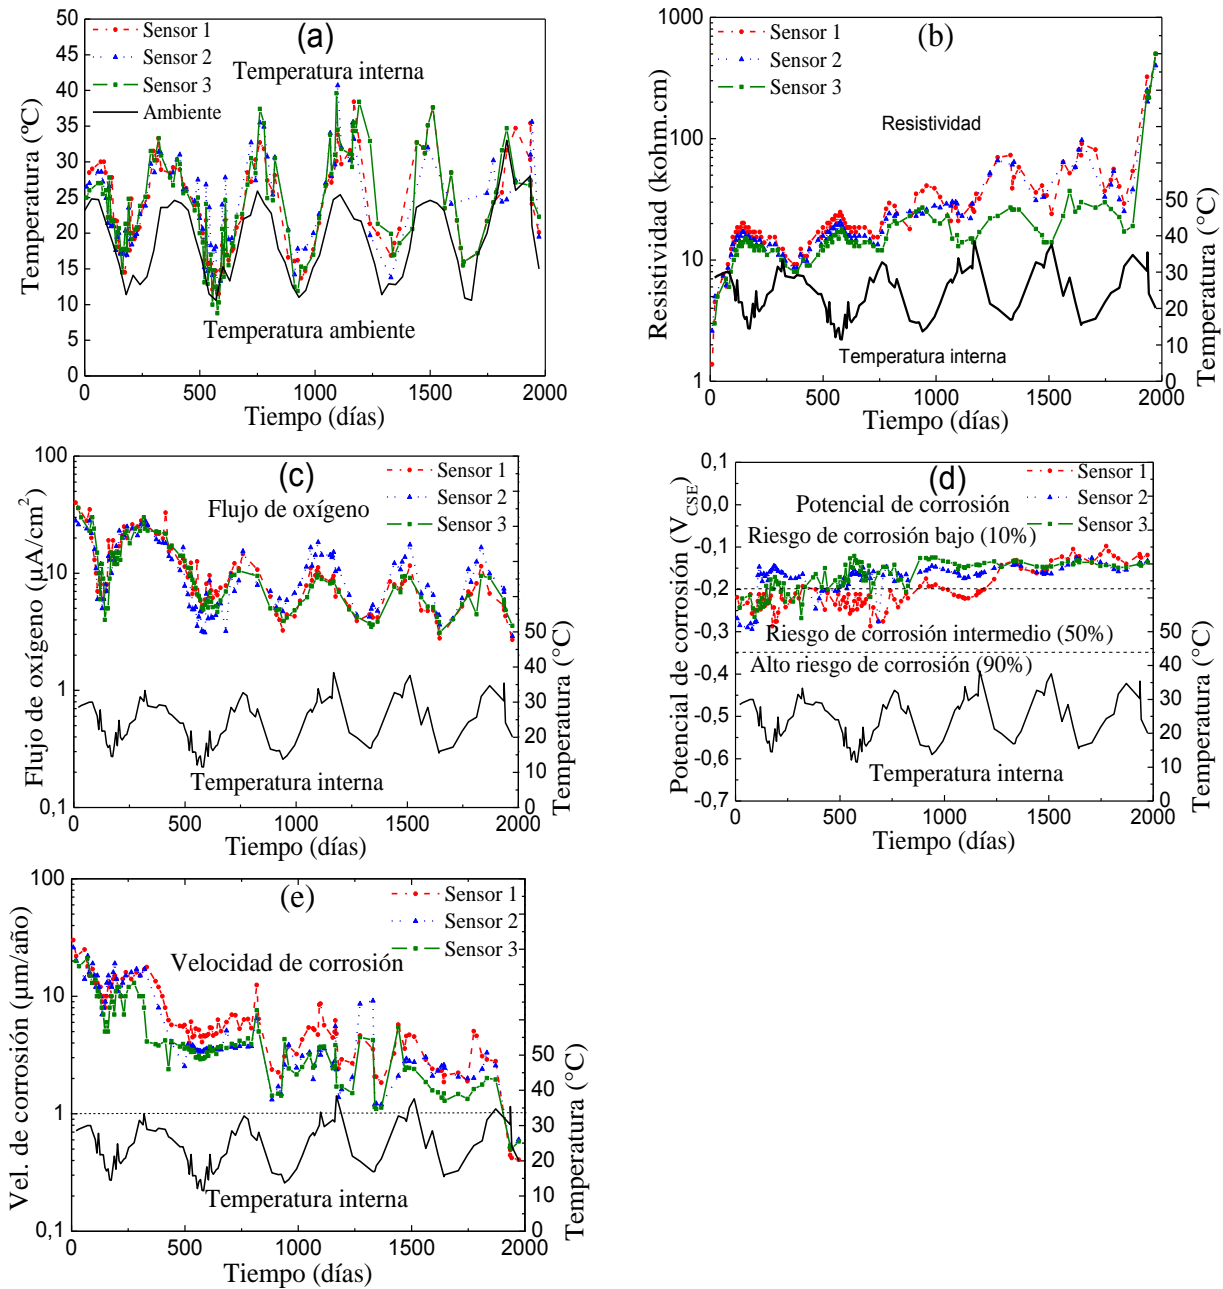 (a)
Temperatura (ºC)
50
45
40
35
30
25
20
15
10
5
0
Sensor 1
Sensor 2
Sensor 3
Ambiente
Temperatura interna
Temperatura ambiente
0 500 1000 1500 2000
Tiempo (días)
(b)
Resistividad (kohm.cm)
1000
100
10
1
Sensor 1
Sensor 2
Sensor 3
Resistividad
Temperatura interna
50
40
30
20
10
0
Temperatura (°C)
0 500 1000 1500 2000
Tiempo (días)
(c)
Flujo de oxígeno (µA/cm²)
100
10
1
0,1
Sensor 1
Sensor 2
Sensor 3
Flujo de oxígeno
Temperatura interna
50
40
30
20
10
0
Temperatura (°C)
0 500 1000 1500 2000
Tiempo (días)
(d)
Potencial de corrosión (V_CSE)
0,1
0,0
-0,1
-0,2
-0,3
-0,4
-0,5
-0,6
-0,7
Sensor 1
Sensor 2
Sensor 3
Potencial de corrosión
Riesgo de corrosión bajo (10%)
Riesgo de corrosión intermedio (50%)
Alto riesgo de corrosión (90%)
Temperatura interna
50
40
30
20
10
0
Temperatura (°C)
0 500 1000 1500 2000
Tiempo (días)
(e)
Vel. de corrosión (µm/año)
100
10
1
0,1
Sensor 1
Sensor 2
Sensor 3
Velocidad de corrosión
Temperatura interna
50
40
30
20
10
0
Temperatura (°C)
0 500 1000 1500 2000
Tiempo (días)